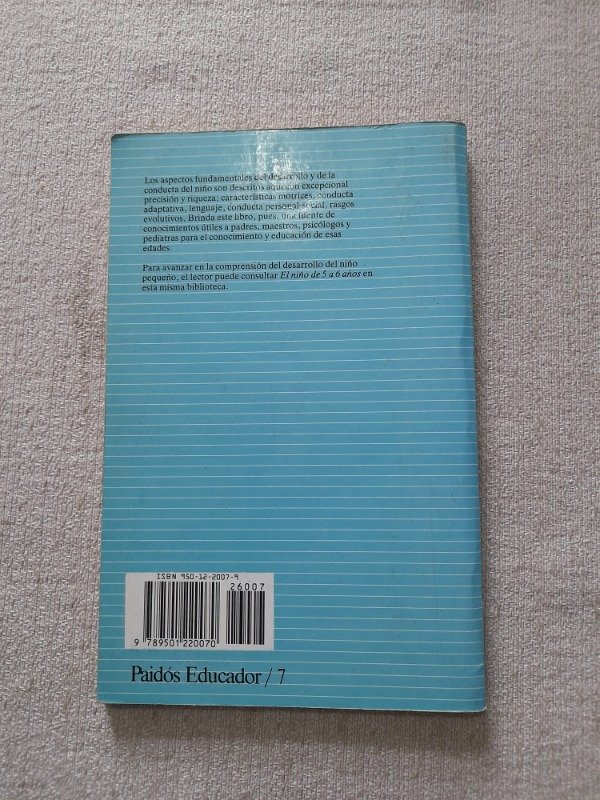 Los aspectos fundamentales del desarrollo y de la
conducta del niño son descritos aquí con excepcional
precisión y riqueza: características motrices, conducta
adaptativa, lenguaje, conducta personal-social, rasgos
evolutivos. Brinda este libro, pues, una fuente de
conocimientos útiles a padres, maestros, psicólogos y
pediatras para el conocimiento y educación de esas
edades.
Para avanzar en la comprensión del desarrollo del niño
pequeño, el lector puede consultar El niño de 5 a 6 años en
esta misma biblioteca.
ISBN 950-12-2007-9
26007
9 789501 220070
Paidós Educador / 7